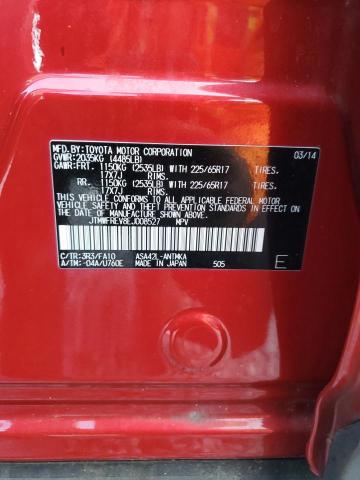 MFD.BY:TOYOTA MOTOR CORPORATION 03/14
GVWR:2035KG (4485LB)
GAWR:FRT. 1150KG (2535LB) WITH 225/65R17 TIRES.
17X7J RIMS.
RR. 1150KG (2535LB) WITH 225/65R17 TIRES.
17X7J RIMS.
THIS VEHICLE CONFORMS TO ALL APPLICABLE FEDERAL MOTOR VEHICLE SAFETY AND THEFT PREVENTION STANDARDS IN EFFECT ON THE DATE OF MANUFACTURE SHOWN ABOVE.
JTMWFREV8EJ008527 MPV
C/TR:3R3/FA10 ASA42L-ANTMKA
A/TM:-04A/U760E MADE IN JAPAN 505 E